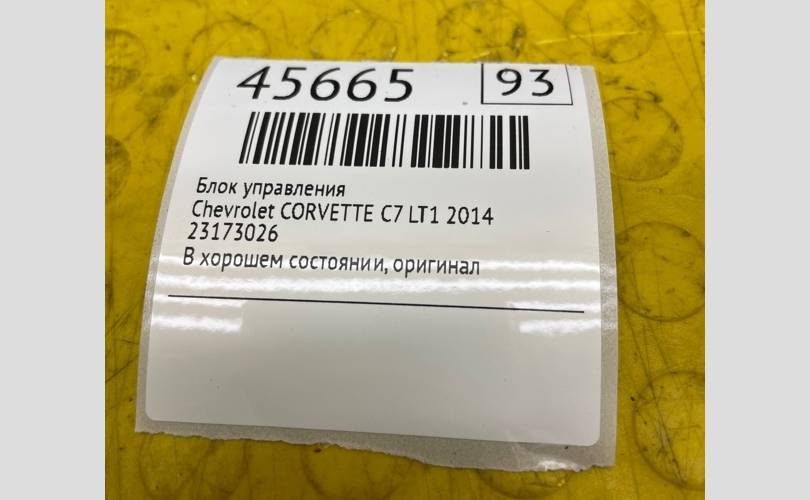 45665 93
Блок управления
Chevrolet CORVETTE C7 LT1 2014
23173026
В хорошем состоянии, оригинал